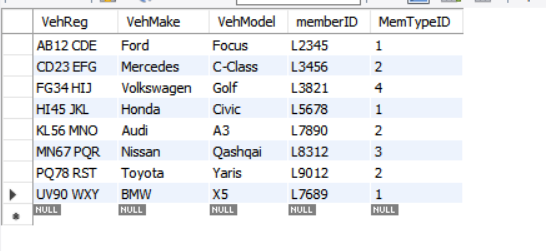 VehReg VehMake VehModel memberID MemTypeID
AB12 CDE Ford Focus L2345 1
CD23 EFG Mercedes C-Class L3456 2
FG34 HIJ Volkswagen Golf L3821 4
HI45 JKL Honda Civic L5678 1
KL56 MNO Audi A3 L7890 2
MN67 PQR Nissan Qashqai L8312 3
PQ78 RST Toyota Yaris L9012 2
UV90 WXY BMW X5 L7689 1
NULL NULL NULL NULL NULL